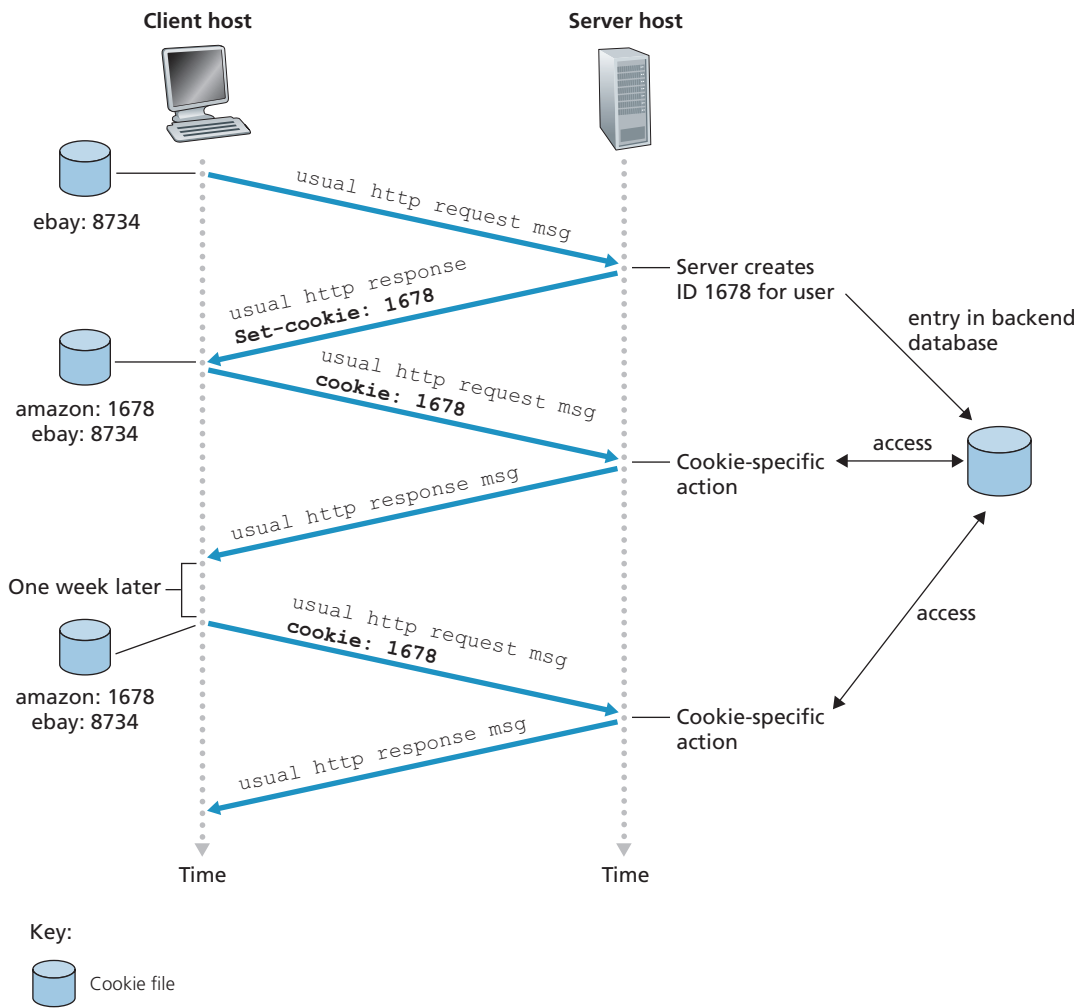 Client host
Server host
usual http request msg
ebay: 8734
Server creates
ID 1678 for user
usual http response
Set-cookie: 1678
entry in backend
database
usual http request msg
cookie: 1678
amazon: 1678
ebay: 8734
access
Cookie-specific
action
usual http response msg
One week later
usual http request msg
cookie: 1678
access
amazon: 1678
ebay: 8734
Cookie-specific
action
usual http response msg
Time
Time
Key:
Cookie file